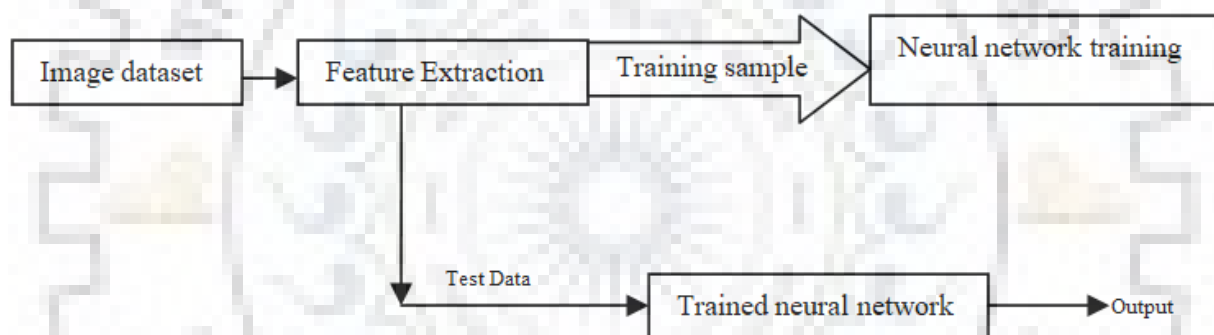 Image dataset
Feature Extraction
Training sample
Neural network training
Test Data
Trained neural network
Output